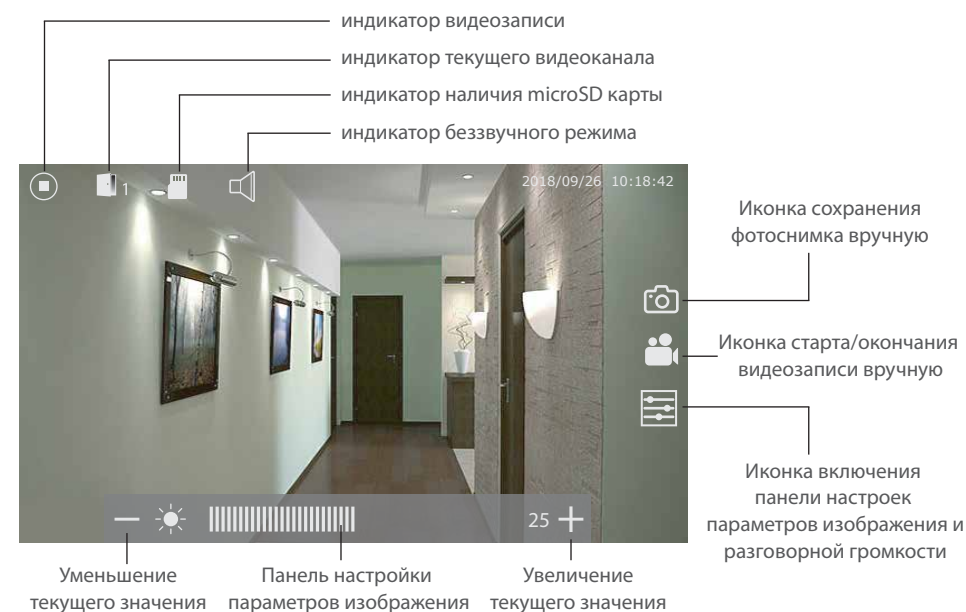 индикатор видеозаписи
индикатор текущего видеоканала
индикатор наличия microSD карты
индикатор беззвучного режима
1
2018/09/26 10:18:42
Иконка сохранения
фотоснимка вручную
Иконка старта/окончания
видеозаписи вручную
Иконка включения
панели настроек
параметров изображения и
разговорной громкости
25
Уменьшение
текущего значения
Панель настройки
параметров изображения
Увеличение
текущего значения